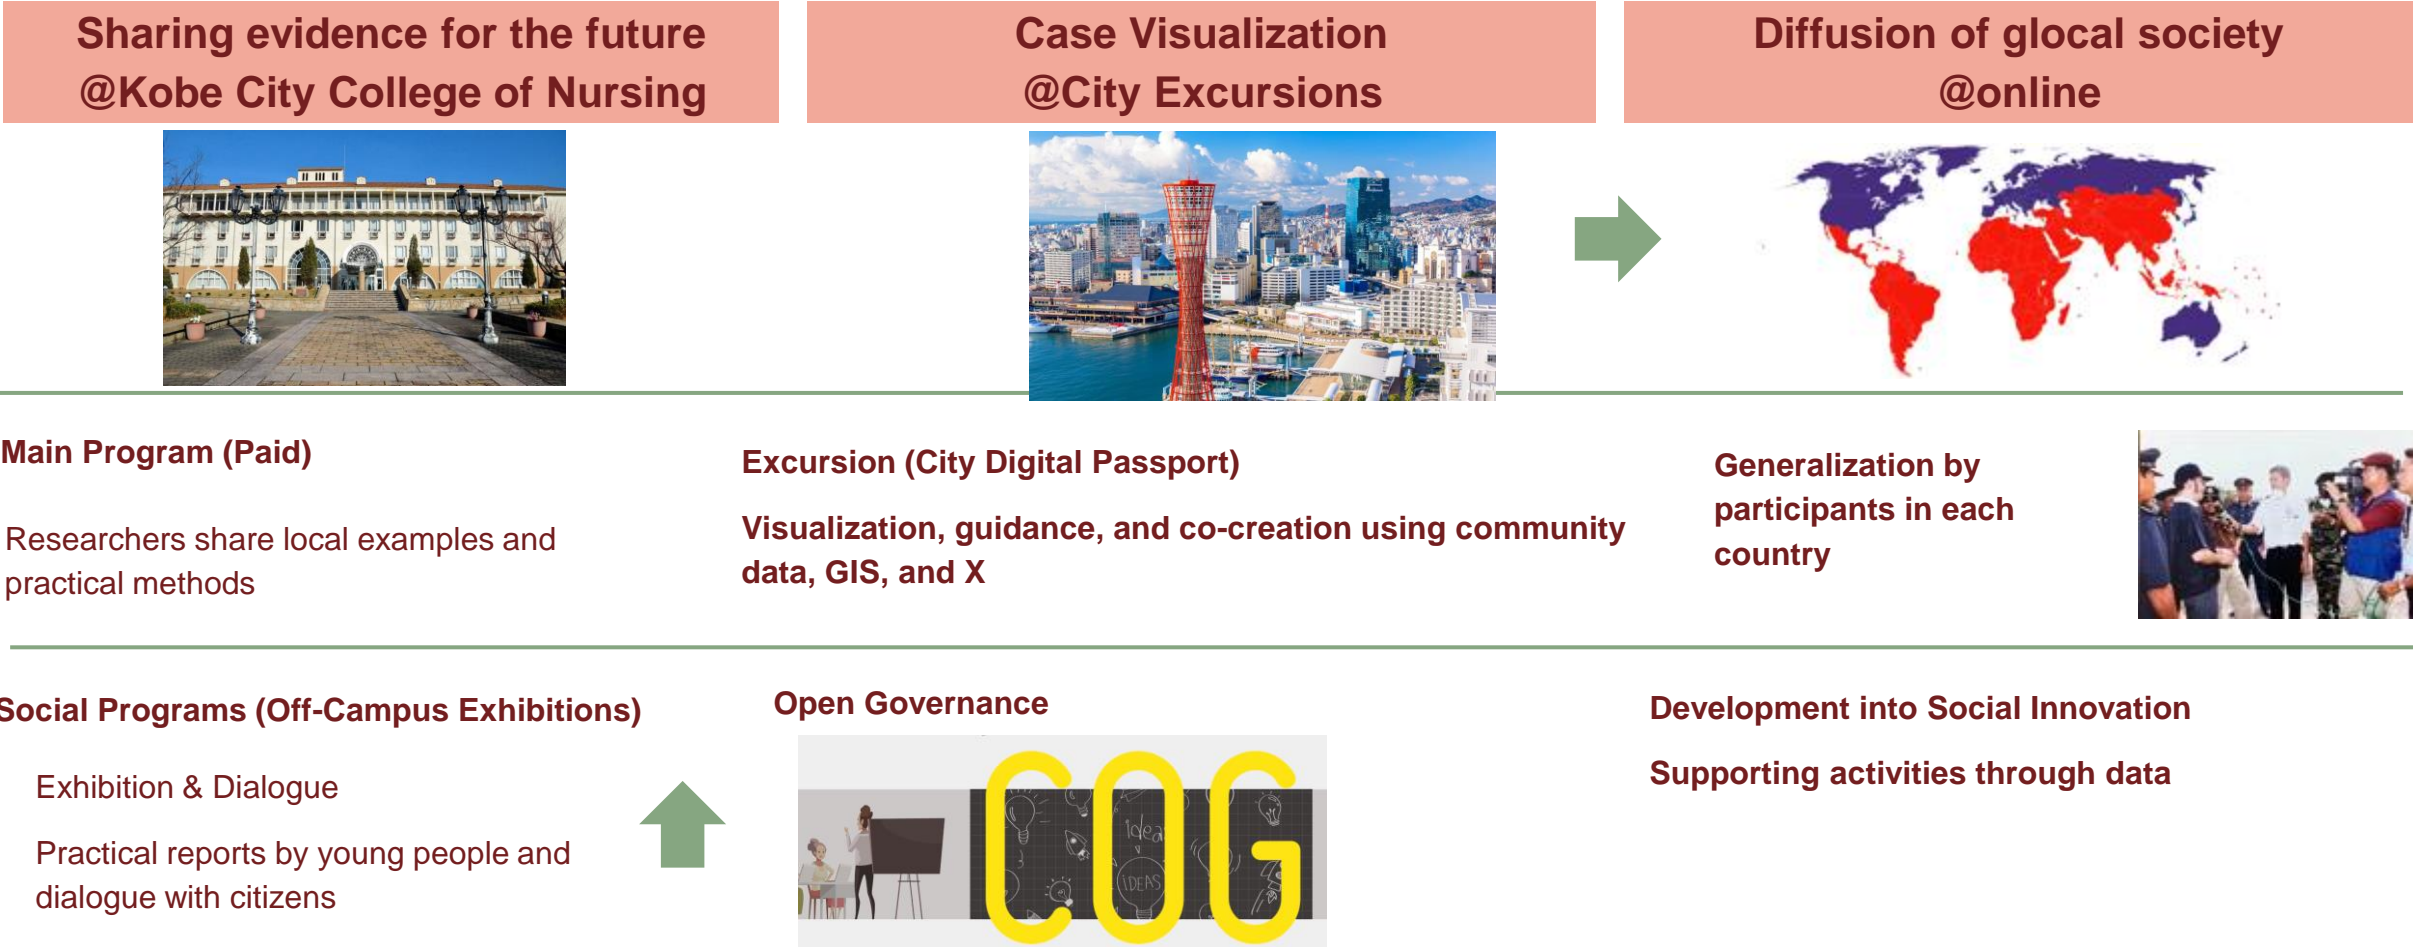 Sharing evidence for the future
@Kobe City College of Nursing
Case Visualization
@City Excursions
Diffusion of glocal society
@online
Main Program (Paid)
Researchers share local examples and
practical methods
Excursion (City Digital Passport)
Visualization, guidance, and co-creation using community
data, GIS, and X
Generalization by
participants in each
country
Social Programs (Off-Campus Exhibitions)
Exhibition & Dialogue
Practical reports by young people and
dialogue with citizens
Open Governance
COG
idea
IDEAS
Development into Social Innovation
Supporting activities through data